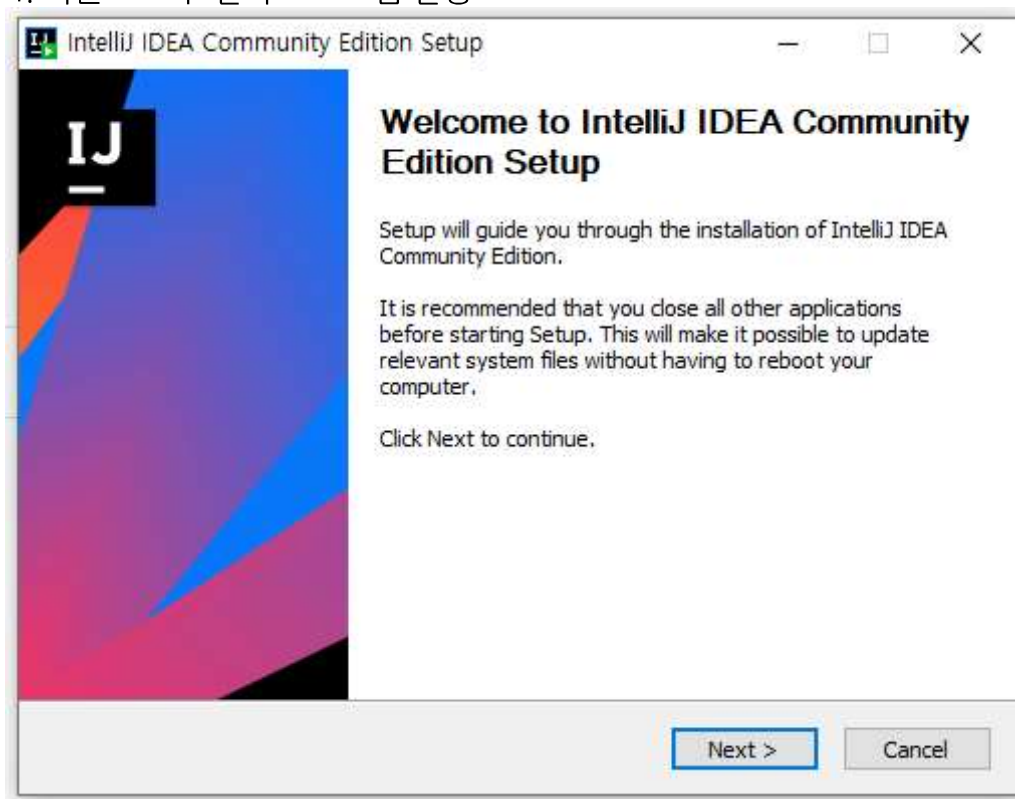 IntelliJ IDEA Community Edition Setup
IJ
Welcome to IntelliJ IDEA Community
Edition Setup
Setup will guide you through the installation of IntelliJ IDEA
Community Edition.
It is recommended that you close all other applications
before starting Setup. This will make it possible to update
relevant system files without having to reboot your
computer.
Click Next to continue.
Next >
Cancel